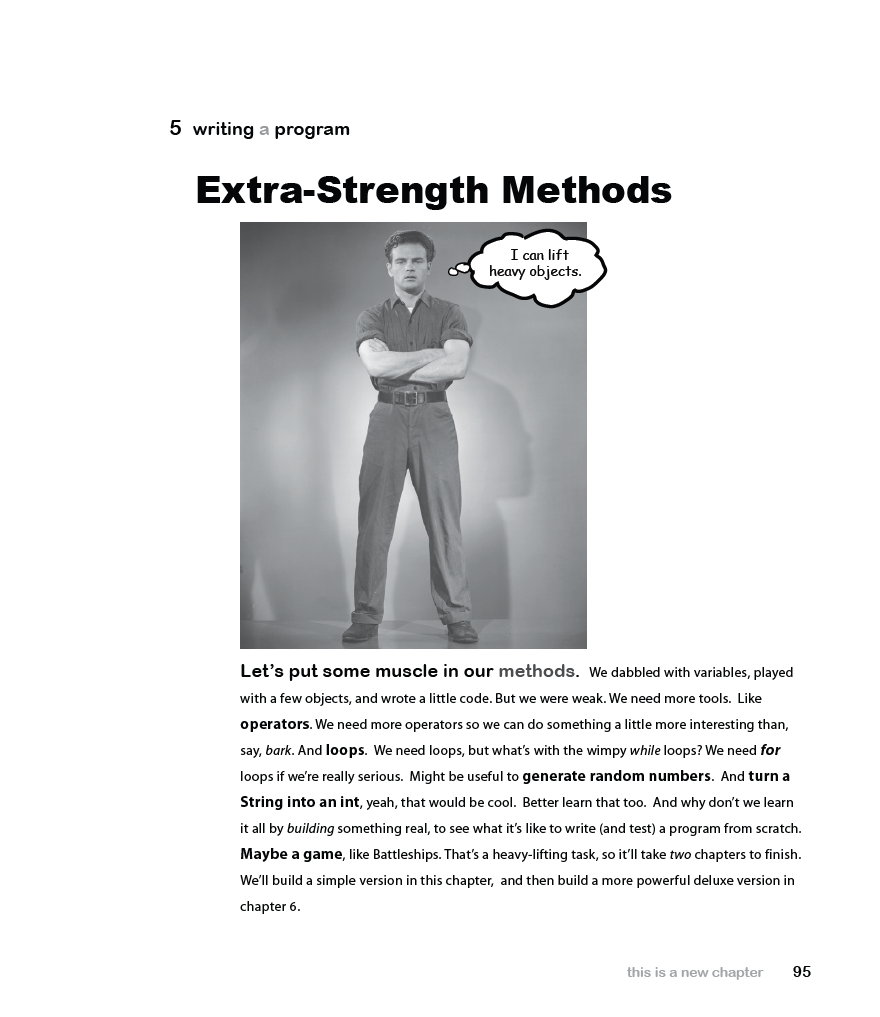 5 writing a program
Extra-Strength Methods
I can lift
heavy objects.
Let’s put some muscle in our methods. We dabbled with variables, played
with a few objects, and wrote a little code. But we were weak. We need more tools. Like
operators. We need more operators so we can do something a little more interesting than,
say, bark. And loops. We need loops, but what’s with the wimpy while loops? We need for
loops if we’re really serious. Might be useful to generate random numbers. And turn a
String into an int, yeah, that would be cool. Better learn that too. And why don’t we learn
it all by building something real, to see what it’s like to write (and test) a program from scratch.
Maybe a game, like Battleships. That’s a heavy-lifting task, so it’ll take two chapters to finish.
We’ll build a simple version in this chapter, and then build a more powerful deluxe version in
chapter 6.
this is a new chapter 95